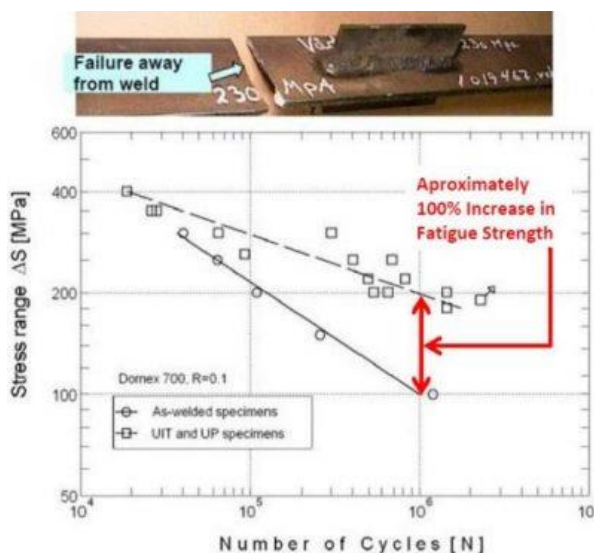 Failure away
from weld
230 Mpa
230 MpA
600
400
200
100
50
10^4
10^5
10^6
10
Stress range ΔS [MPa]
Number of Cycles [N]
Aproximately
100% Increase in
Fatigue Strength
Domex 700, R=0.1
As-welded specimens
UIT and UP specimens